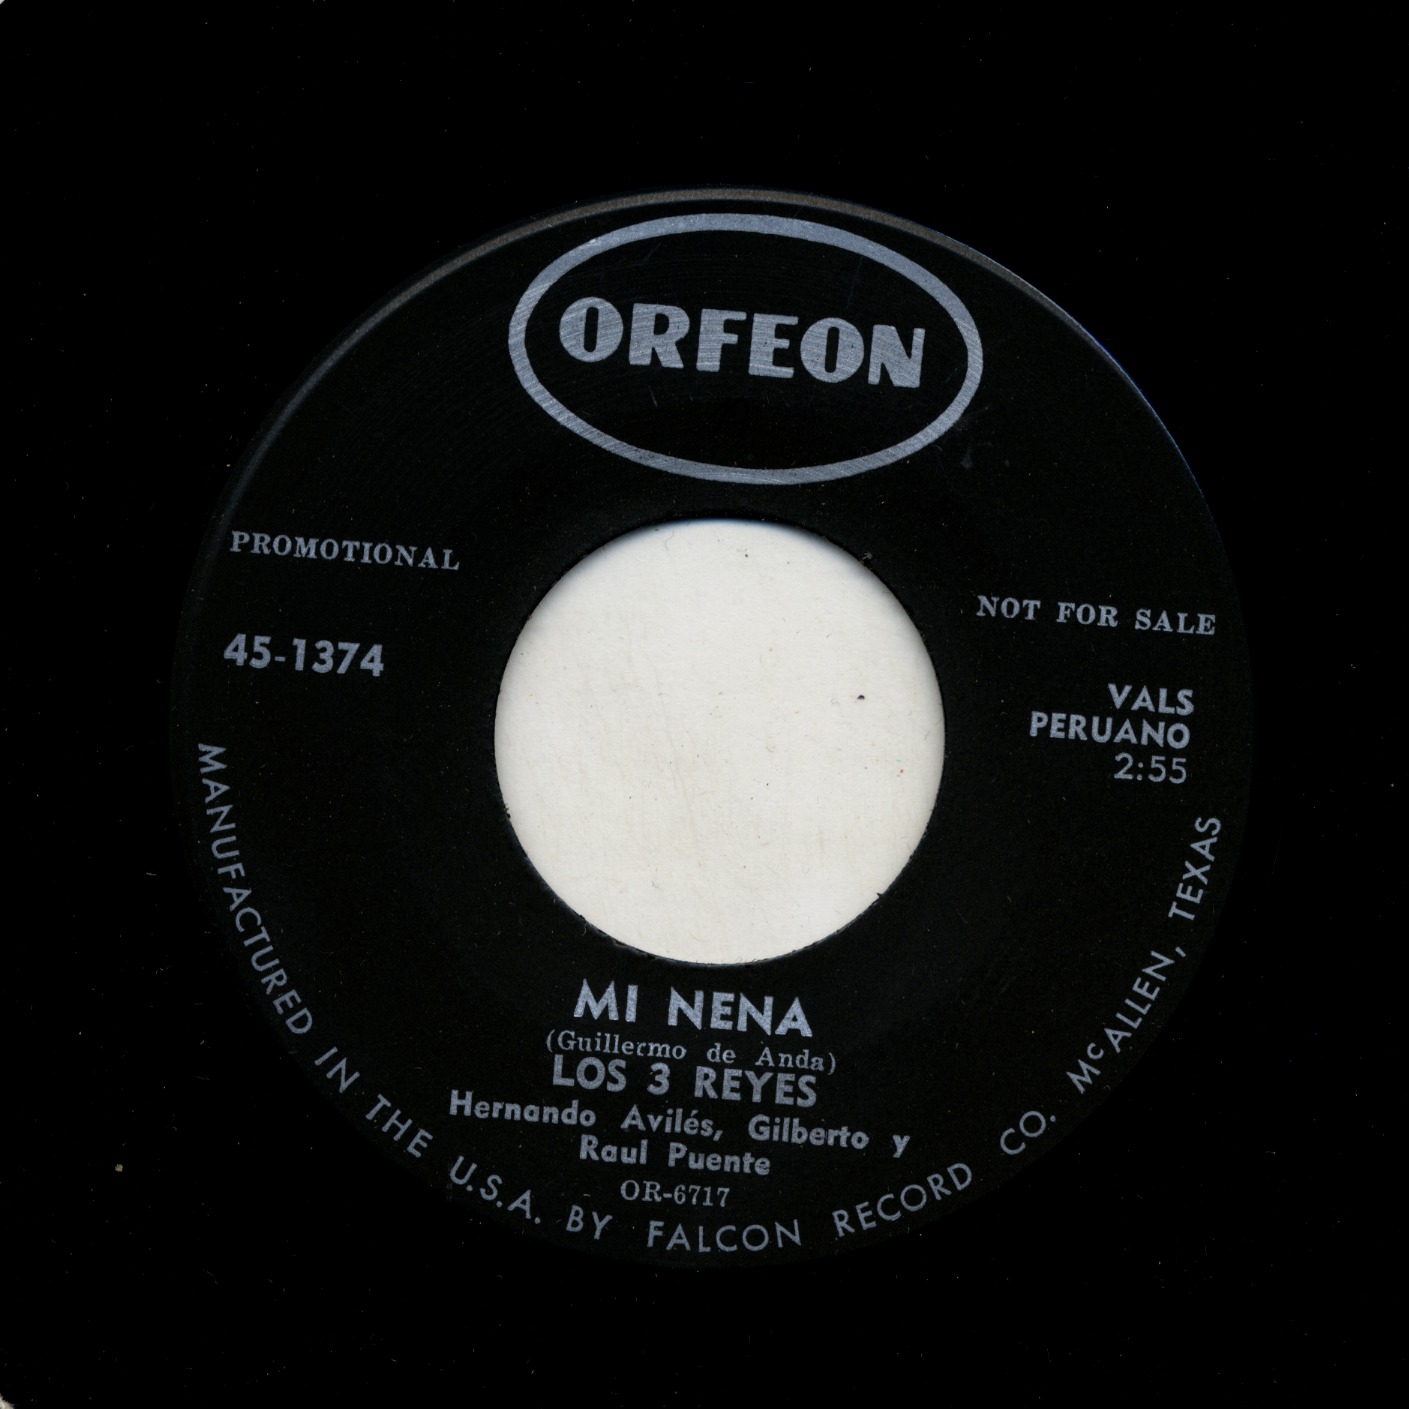 ORFEON
PROMOTIONAL
NOT FOR SALE
45-1374
VALS
PERUANO
2:55
MI NENA
(Guillermo de Anda)
LOS 3 REYES
Hernando Avilés, Gilberto y
Raul Puente
OR-6717
MANUFACTURED IN THE U.S.A. BY FALCON RECORD CO. McALLEN, TEXAS